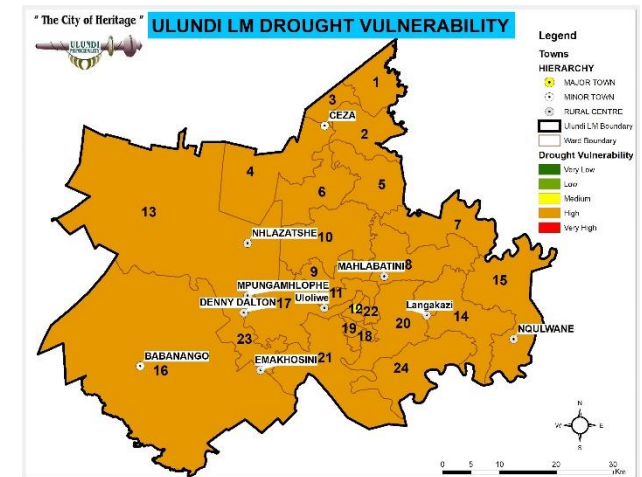 " The City of Heritage "
ULUNDI LM DROUGHT VULNERABILITY
ULUNDI
MUNICIPALITY
Legend
Towns
HIERARCHY
MAJOR TOWN
MINOR TOWN
RURAL CENTRE
Ulundi LM Boundary
Ward Boundary
Drought Vulnerability
Very Low
Low
Medium
High
Very High
1
3
CEZA
2
4
5
6
13
7
10
NHLAZATSHE
8
15
9
MAHLABATINI
MPUNGAMHLOPHE
11
Uloliwe
DENNY DALTON
17
12
22
Langakazi
14
20
19
18
NQULWANE
23
BABANANGO
16
EMAKHOSINI
21
24
N
W
E
S
0 5 10 20 30
Km